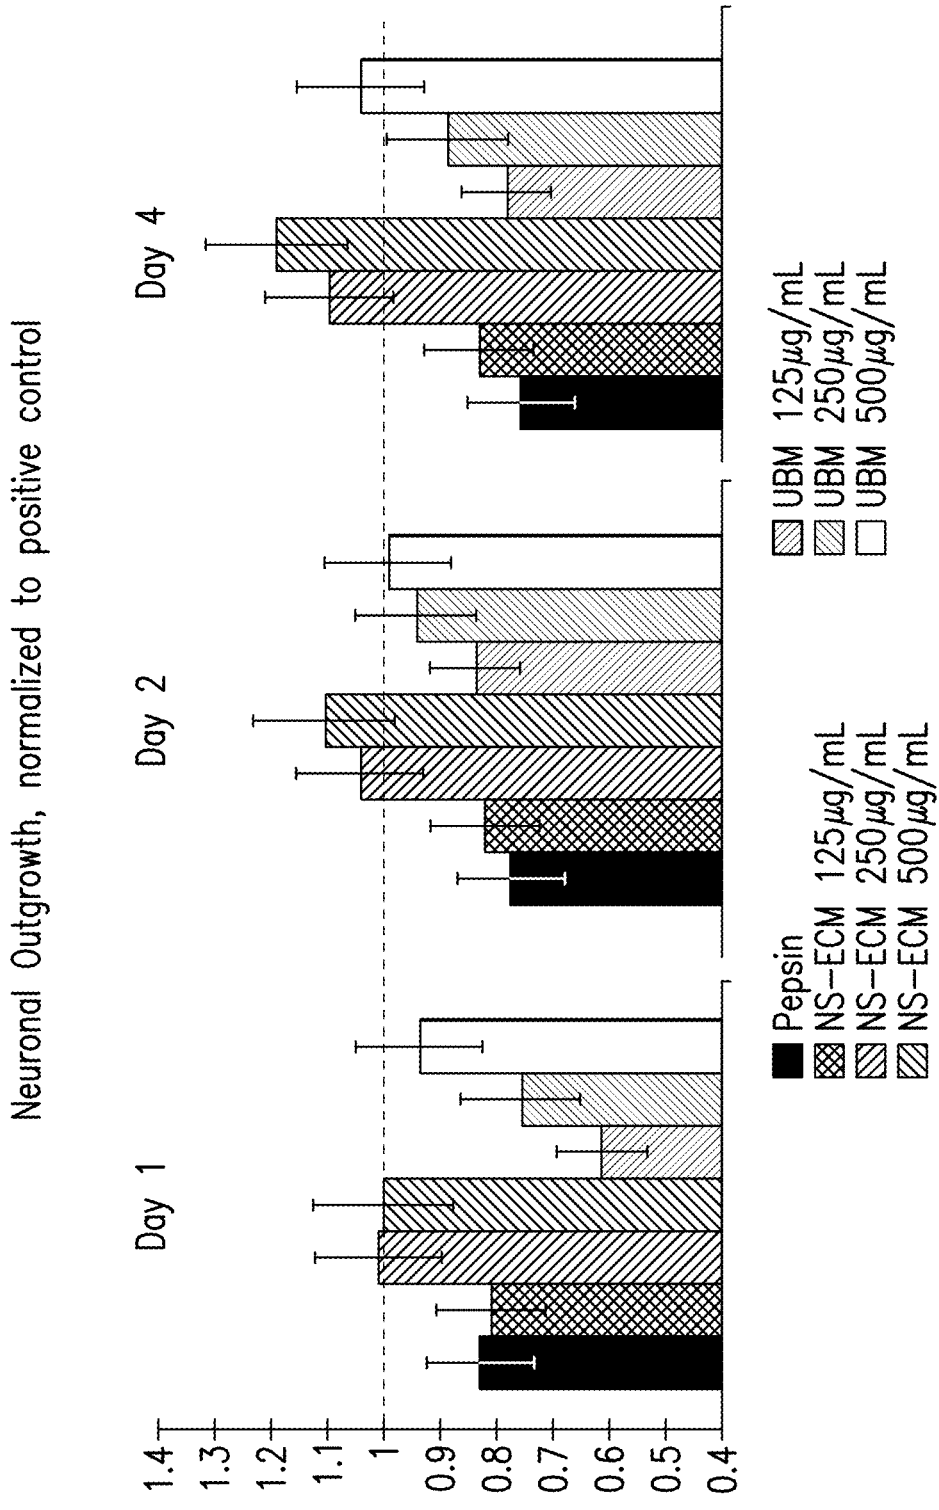 Neuronal Outgrowth, normalized to positive control
Day 1
Day 2
Day 4
1.4
1.3
1.2
1.1
1
0.9
0.8
0.7
0.6
0.5
0.4
Pepsin
NS-ECM 125μg/mL
NS-ECM 250μg/mL
NS-ECM 500μg/mL
UBM 125μg/mL
UBM 250μg/mL
UBM 500μg/mL